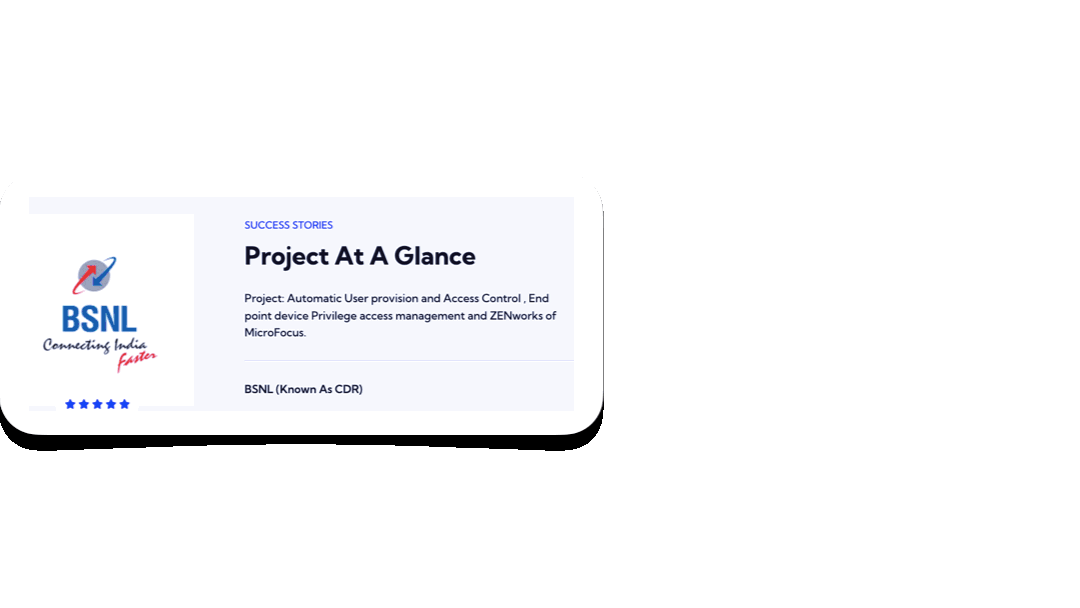 SUCCESS STORIES
Project At A Glance
Project: Automatic User provision and Access Control , End
point device Privilege access management and ZENworks of
MicroFocus.
BSNL (Known As CDR)
BSNL
Connecting India
Faster